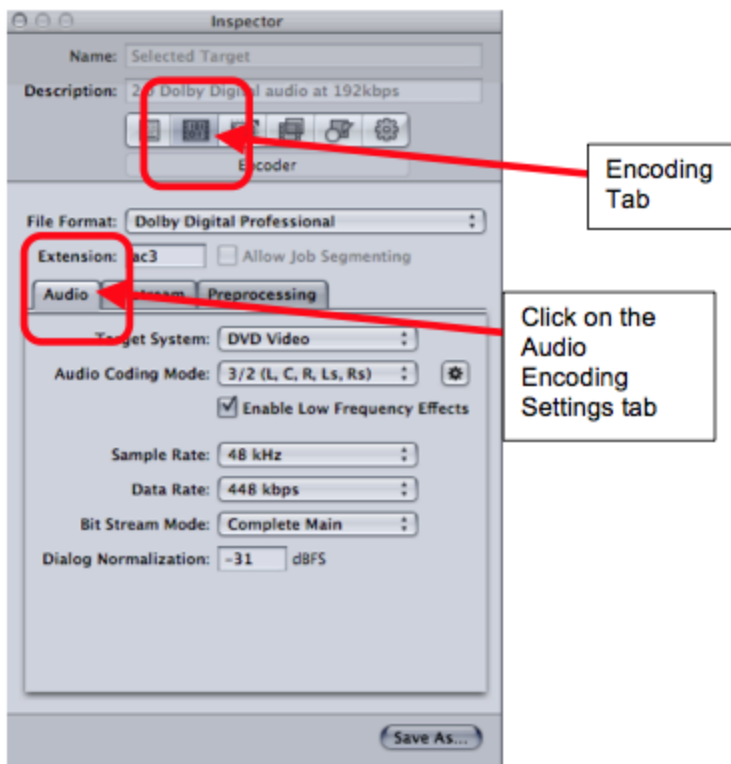 Inspector
Name: Selected Target
Description: 2.0 Dolby Digital audio at 192kbps
Encoder
Encoding
Tab
File Format: Dolby Digital Professional
Extension: ac3 Allow Job Segmenting
Audio Preprocessing
Click on the
Audio
Encoding
Settings tab
Target System: DVD Video
Audio Coding Mode: 3/2 (L, C, R, Ls, Rs)
Enable Low Frequency Effects
Sample Rate: 48 kHz
Data Rate: 448 kbps
Bit Stream Mode: Complete Main
Dialog Normalization: -31 dBFS
Save As...